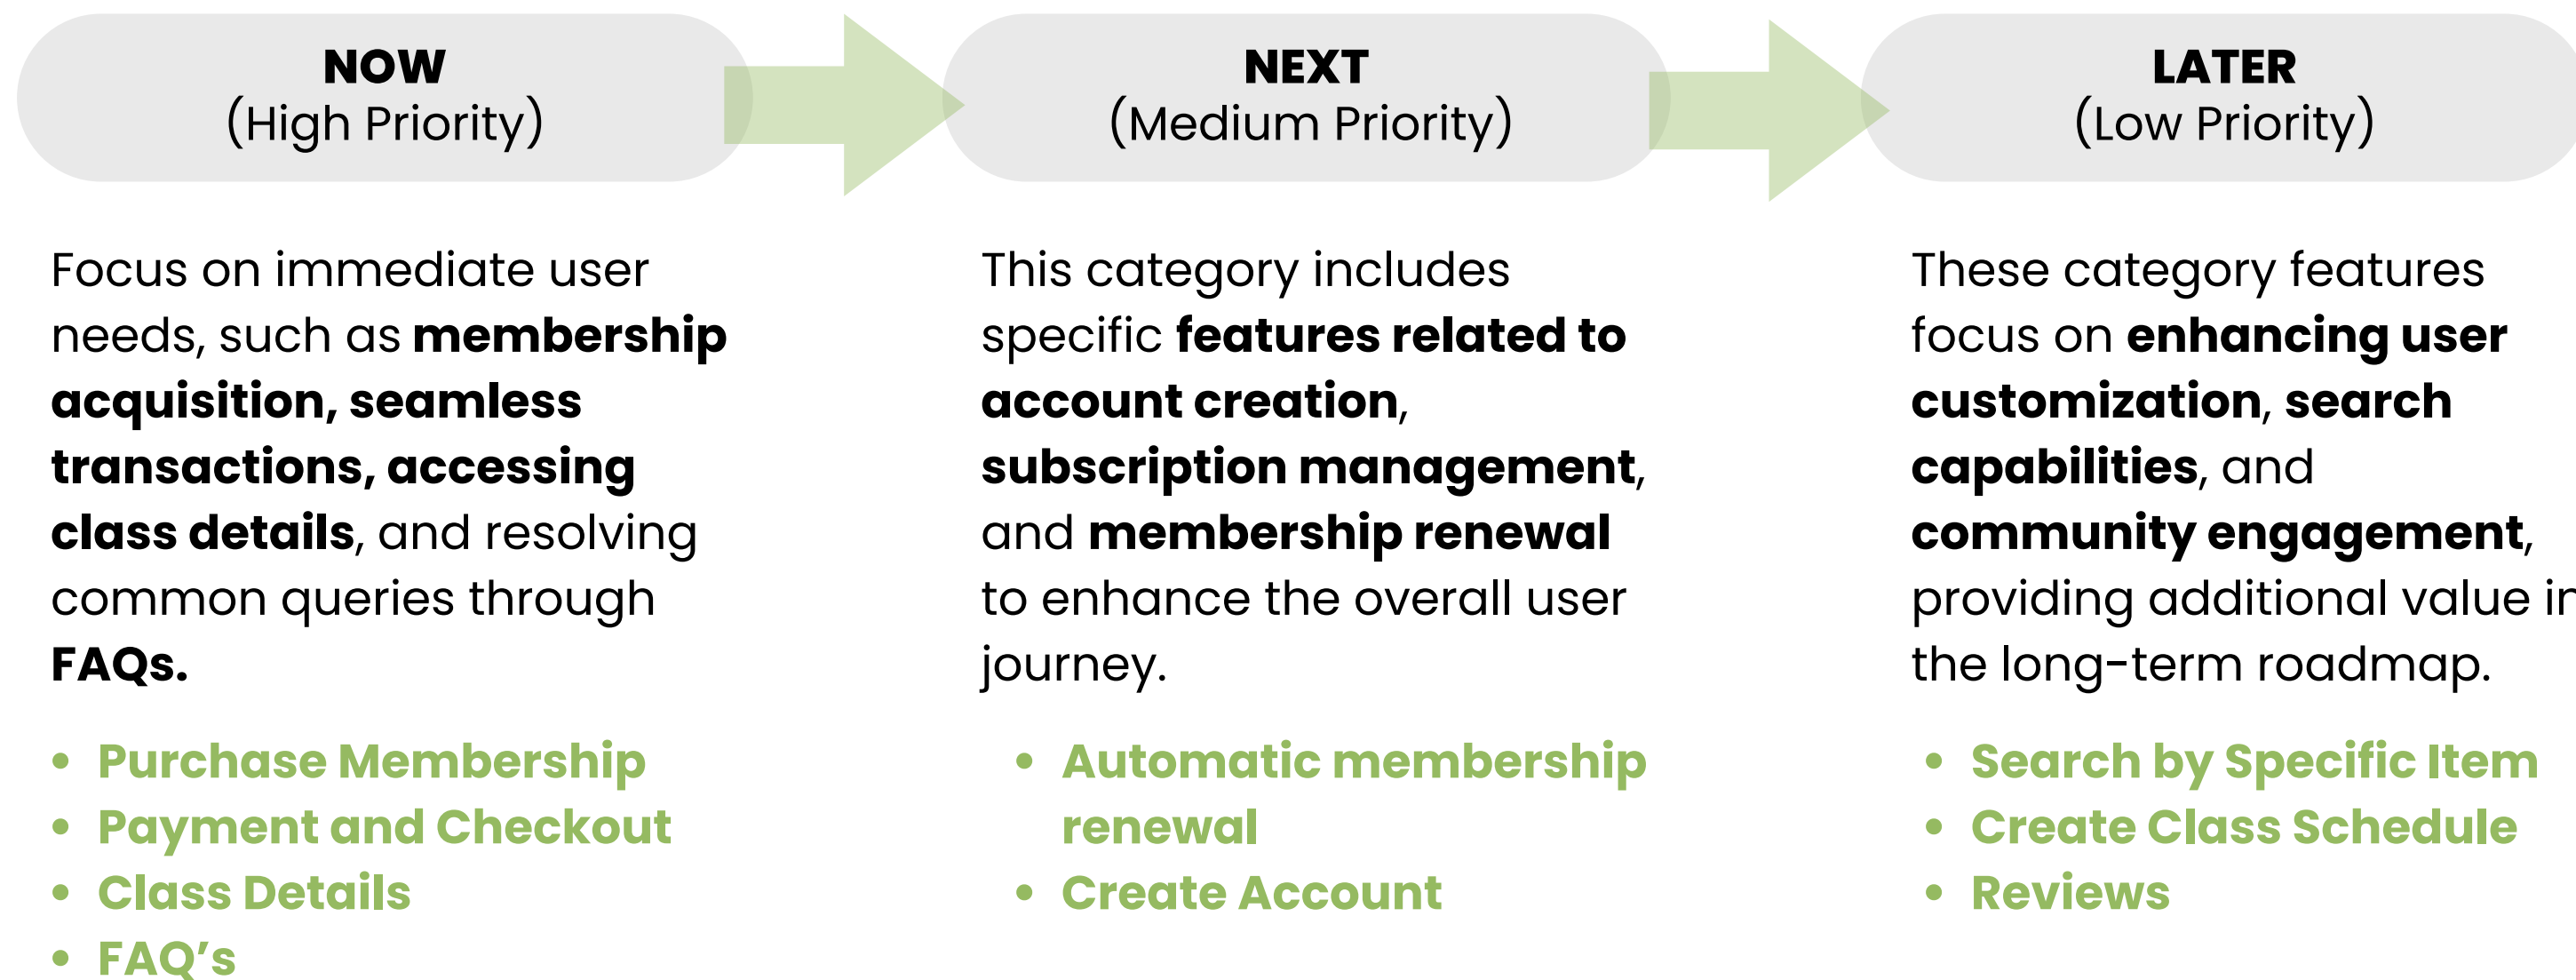 NOW
(High Priority)
Focus on immediate user
needs, such as membership
acquisition, seamless
transactions, accessing
class details, and resolving
common queries through
FAQs.
• Purchase Membership
• Payment and Checkout
• Class Details
• FAQ’s
NEXT
(Medium Priority)
This category includes
specific features related to
account creation,
subscription management,
and membership renewal
to enhance the overall user
journey.
• Automatic membership
renewal
• Create Account
LATER
(Low Priority)
These category features
focus on enhancing user
customization, search
capabilities, and
community engagement,
providing additional value in
the long-term roadmap.
• Search by Specific Item
• Create Class Schedule
• Reviews